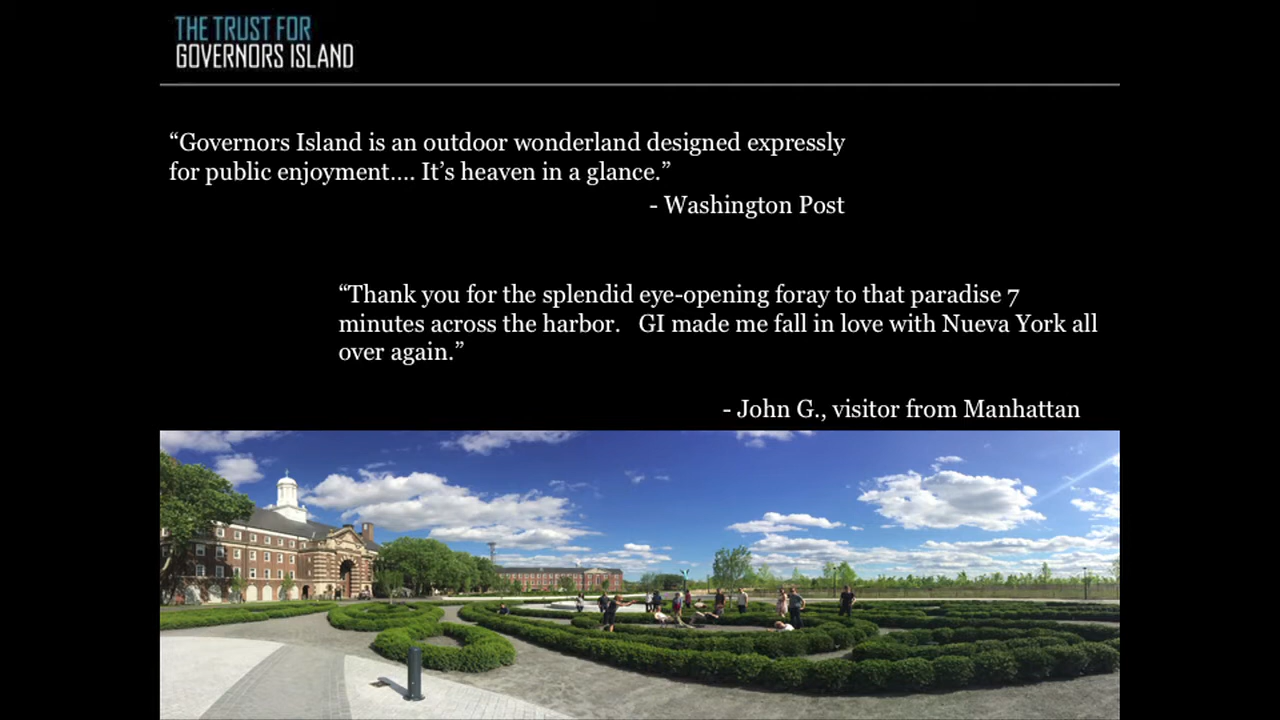 THE TRUST FOR
GOVERNORS ISLAND
“Governors Island is an outdoor wonderland designed expressly
for public enjoyment…. It’s heaven in a glance.”
- Washington Post
“Thank you for the splendid eye-opening foray to that paradise 7
minutes across the harbor.   GI made me fall in love with Nueva York all
over again.”
- John G., visitor from Manhattan